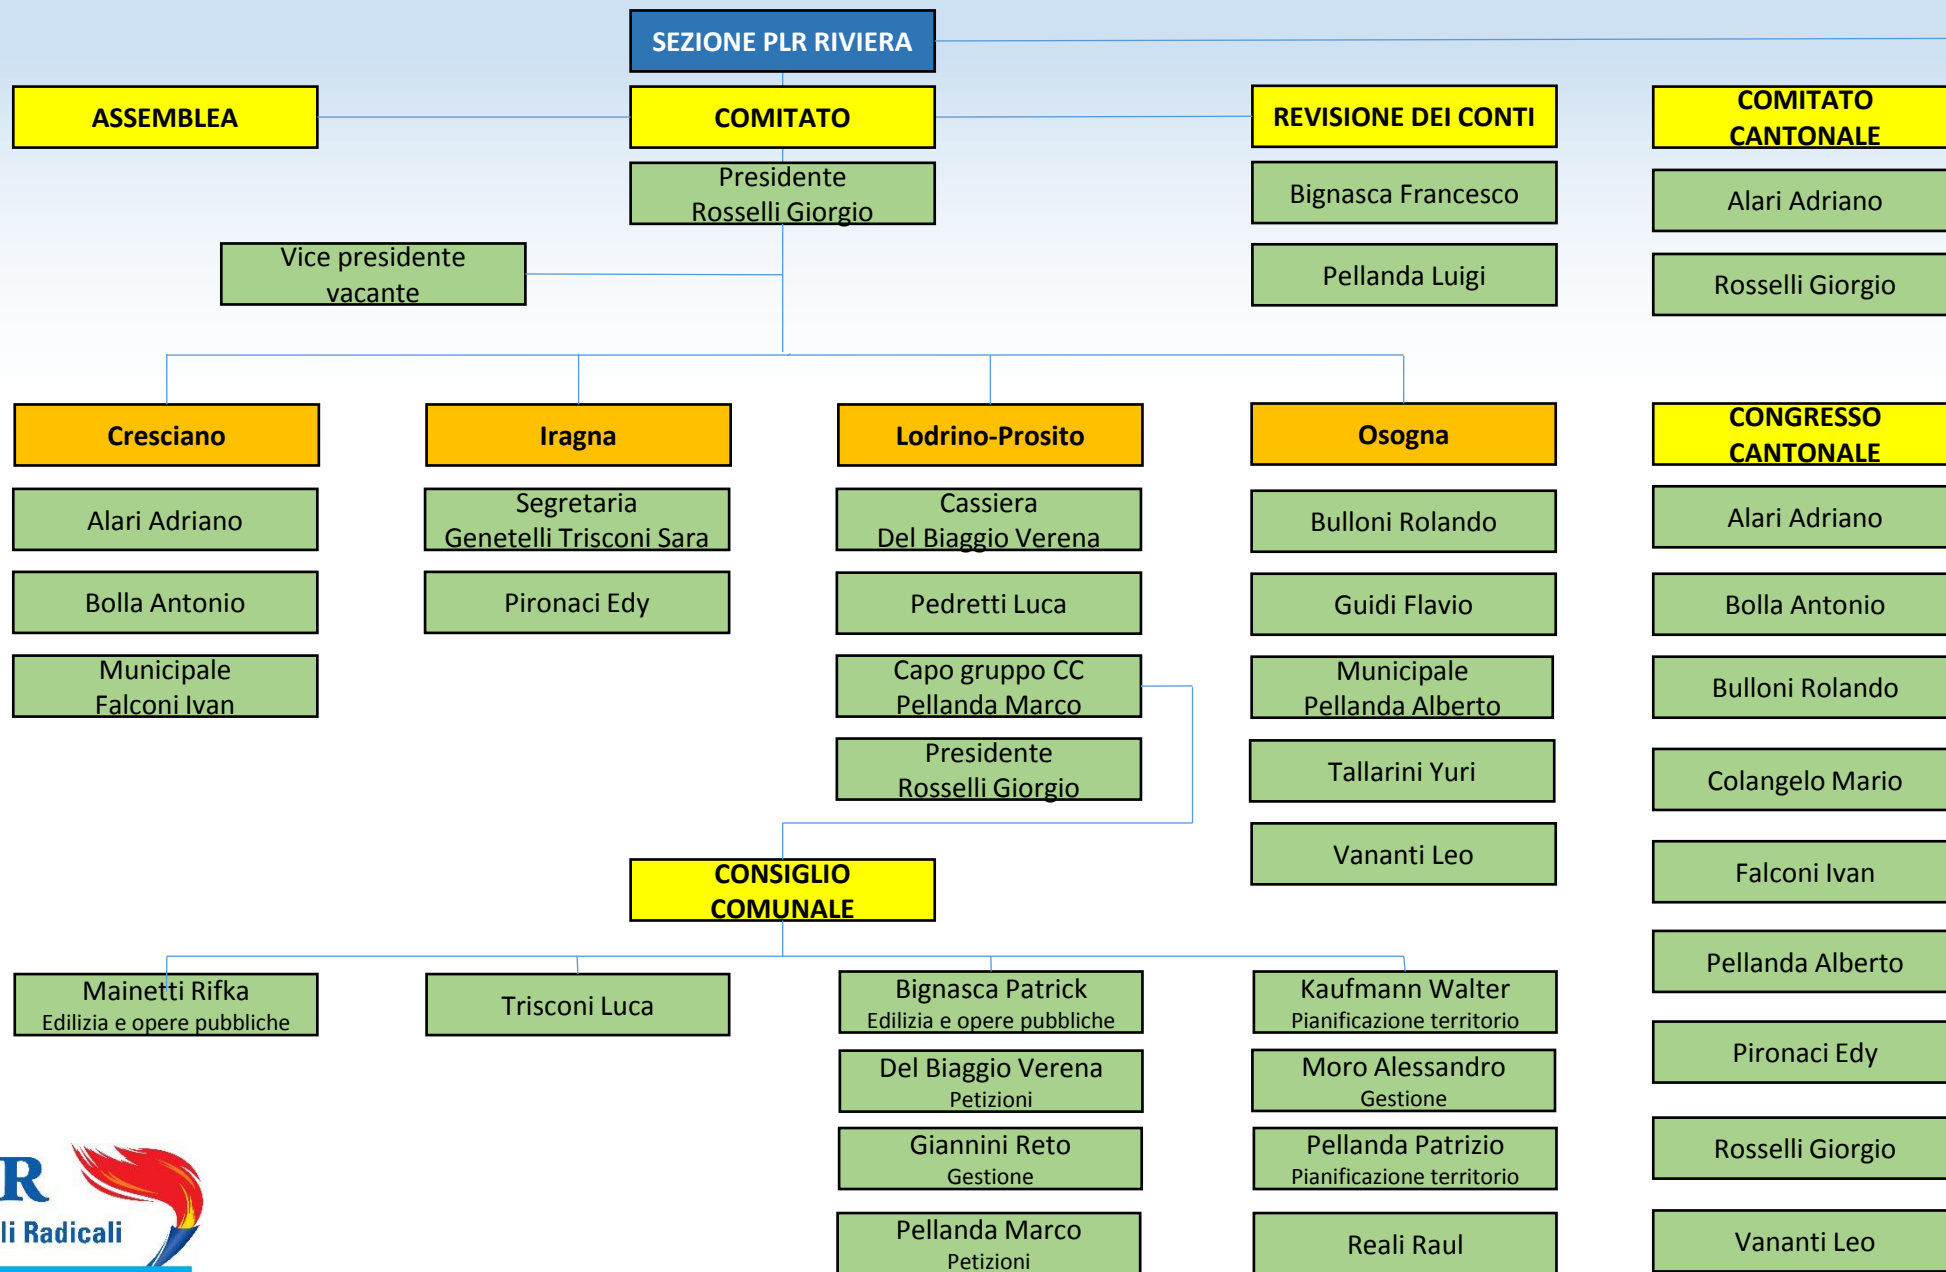 SEZIONE PLR RIVIERA
ASSEMBLEA
COMITATO
REVISIONE DEI CONTI
COMITATO
CANTONALE
Presidente
Rosselli Giorgio
Bignasca Francesco
Alari Adriano
Vice presidente
vacante
Pellanda Luigi
Rosselli Giorgio
Cresciano
Iragna
Lodrino-Prosito
Osogna
CONGRESSO
CANTONALE
Alari Adriano
Segretaria
Genetelli Trisconi Sara
Cassiera
Del Biaggio Verena
Bulloni Rolando
Alari Adriano
Bolla Antonio
Pironaci Edy
Pedretti Luca
Guidi Flavio
Bolla Antonio
Municipale
Falconi Ivan
Capo gruppo CC
Pellanda Marco
Municipale
Pellanda Alberto
Bulloni Rolando
Presidente
Rosselli Giorgio
Tallarini Yuri
Colangelo Mario
Vananti Leo
Falconi Ivan
CONSIGLIO
COMUNALE
Pellanda Alberto
Mainetti Rifka
Edilizia e opere pubbliche
Trisconi Luca
Bignasca Patrick
Edilizia e opere pubbliche
Kaufmann Walter
Pianificazione territorio
Del Biaggio Verena
Petizioni
Moro Alessandro
Gestione
Pironaci Edy
Giannini Reto
Gestione
Pellanda Patrizio
Pianificazione territorio
Rosselli Giorgio
Pellanda Marco
Petizioni
Reali Raul
Vananti Leo
R
li Radicali